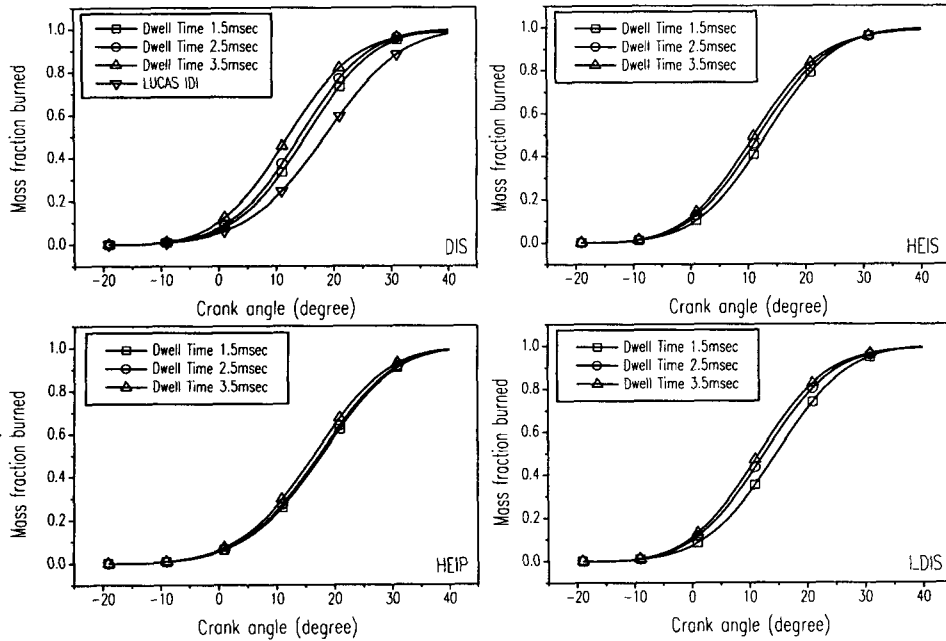 Dwell Time 1.5msec
Dwell Time 2.5msec
Dwell Time 3.5msec
LUCAS IDI
1.0
0.8
0.6
0.4
0.2
0.0
Mass fraction burned
DIS
-20 -10 0 10 20 30 40
Crank angle (degree)
Dwell Time 1.5msec
Dwell Time 2.5msec
Dwell Time 3.5msec
1.0
0.8
0.6
0.4
0.2
0.0
Mass fraction burned
HEIS
-20 -10 0 10 20 30 40
Crank angle (degree)
Dwell Time 1.5msec
Dwell Time 2.5msec
Dwell Time 3.5msec
1.0
0.8
0.6
0.4
0.2
0.0
Mass fraction burned
HEIP
-20 -10 0 10 20 30 40
Crank angle (degree)
Dwell Time 1.5msec
Dwell Time 2.5msec
Dwell Time 3.5msec
1.0
0.8
0.6
0.4
0.2
0.0
Mass fraction burned
I_DIS
-20 -10 0 10 20 30 40
Crank angle (degree)